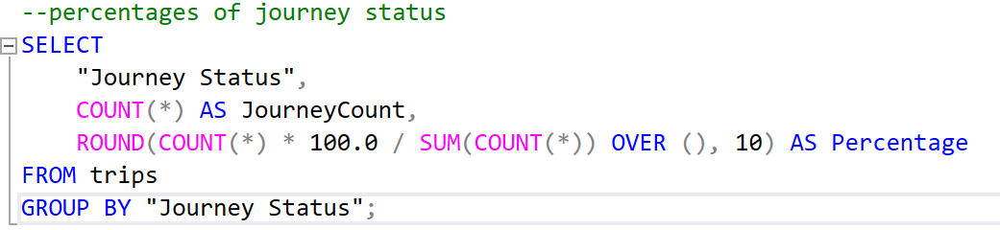 --percentages of journey status
SELECT
"Journey Status",
COUNT(*) AS JourneyCount,
ROUND(COUNT(*) * 100.0 / SUM(COUNT(*)) OVER (), 10) AS Percentage
FROM trips
GROUP BY "Journey Status";